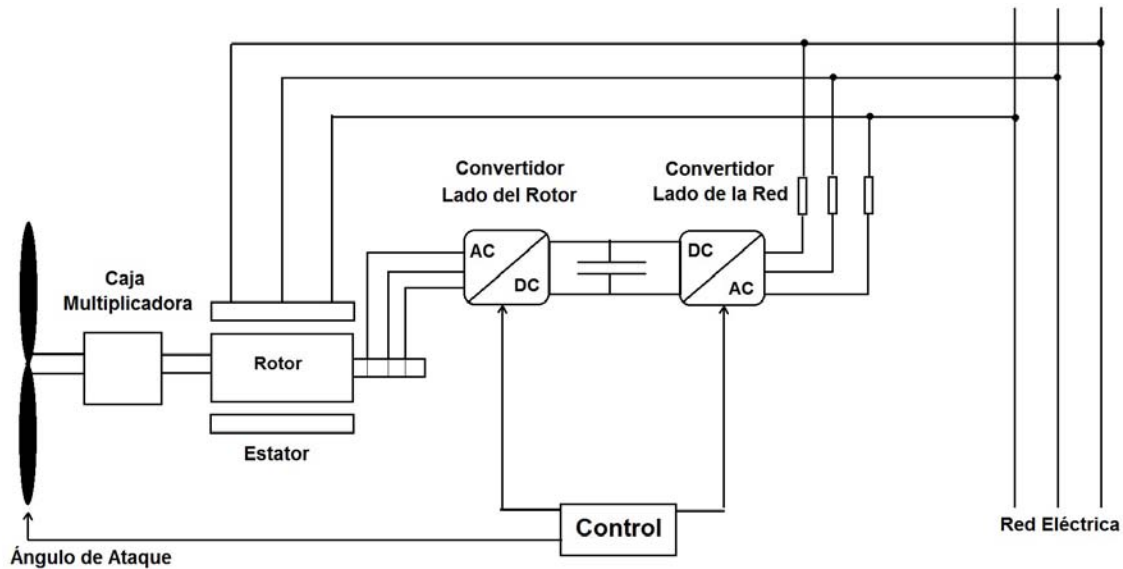 Convertidor
Lado del Rotor
Convertidor
Lado de la Red
AC
DC
DC
AC
Caja
Multiplicadora
Rotor
Estator
Control
Red Eléctrica
Ángulo de Ataque